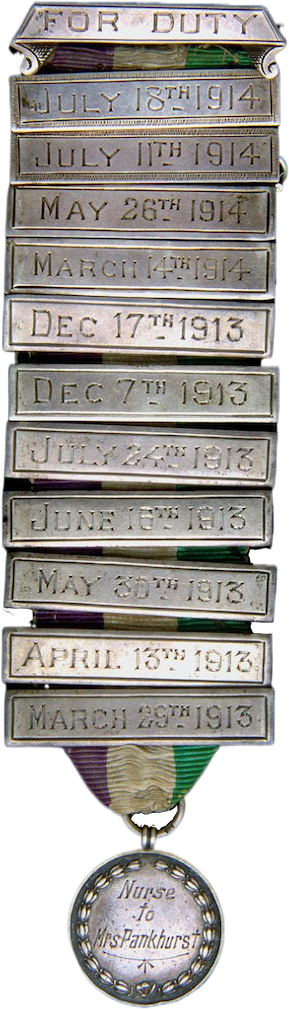 FOR DUTY
JULY 18TH 1914
JULY 11TH 1914
MAY 26TH 1914
MARCH 14TH 1914
DEC 17TH 1913
DEC 7TH 1913
JULY 24TH 1913
JUNE 16TH 1913
MAY 30TH 1913
APRIL 13TH 1913
MARCH 29TH 1913
Nurse
to
Mrs Pankhurst